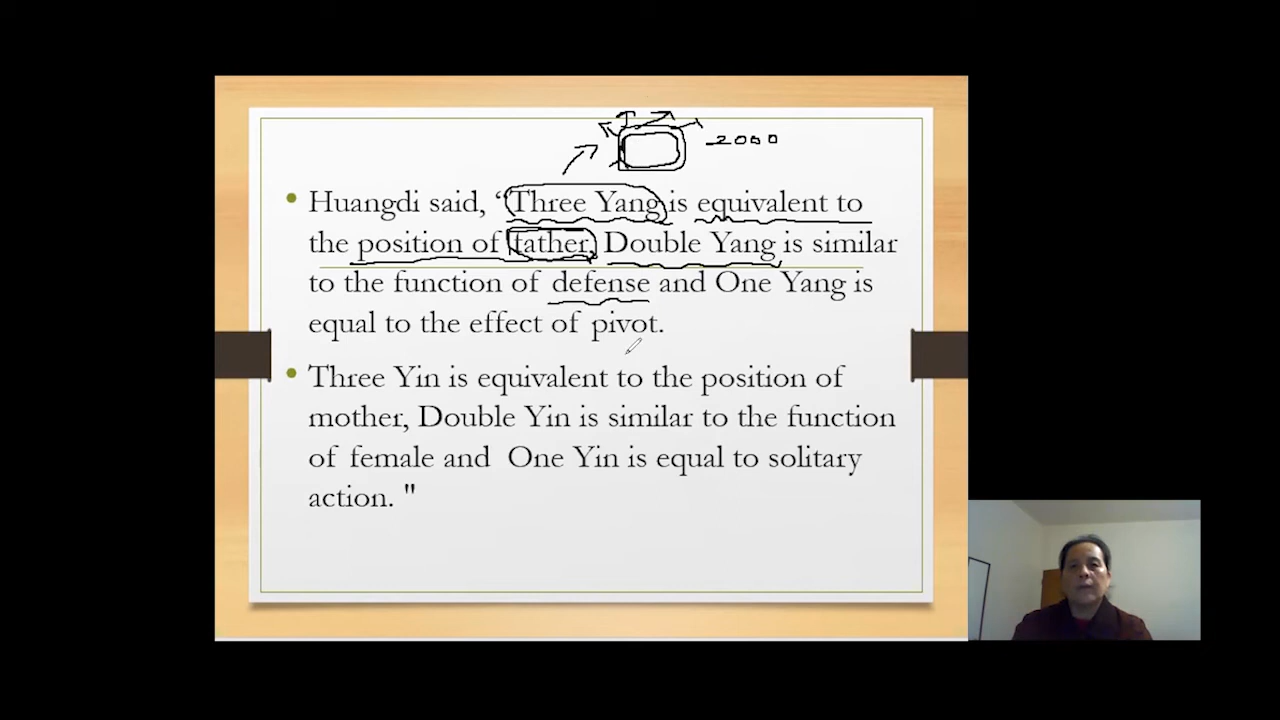 2000
Huangdi said, “Three Yang is equivalent to
the position of father, Double Yang is similar
to the function of defense and One Yang is
equal to the effect of pivot.
Three Yin is equivalent to the position of
mother, Double Yin is similar to the function
of female and One Yin is equal to solitary
action. "